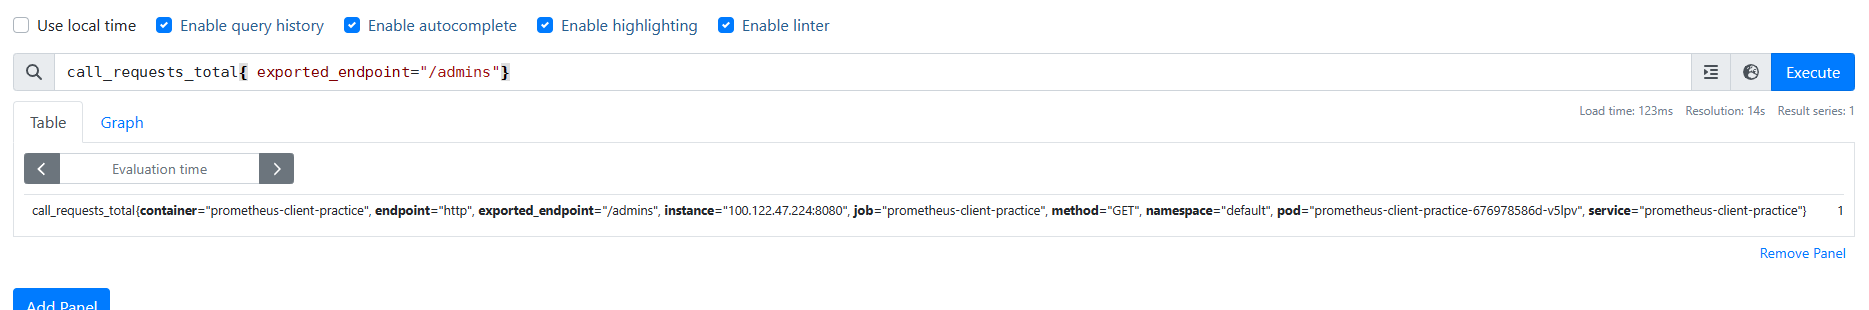 Use local time Enable query history Enable autocomplete Enable highlighting Enable linter
call_requests_total{ exported_endpoint="/admins"} Execute
Table Graph Load time: 123ms Resolution: 14s Result series: 1
Evaluation time
call_requests_total{container="prometheus-client-practice", endpoint="http", exported_endpoint="/admins", instance="100.122.47.224:8080", job="prometheus-client-practice", method="GET", namespace="default", pod="prometheus-client-practice-676978586d-v5lpv", service="prometheus-client-practice"} 1
Remove Panel
Add Panel